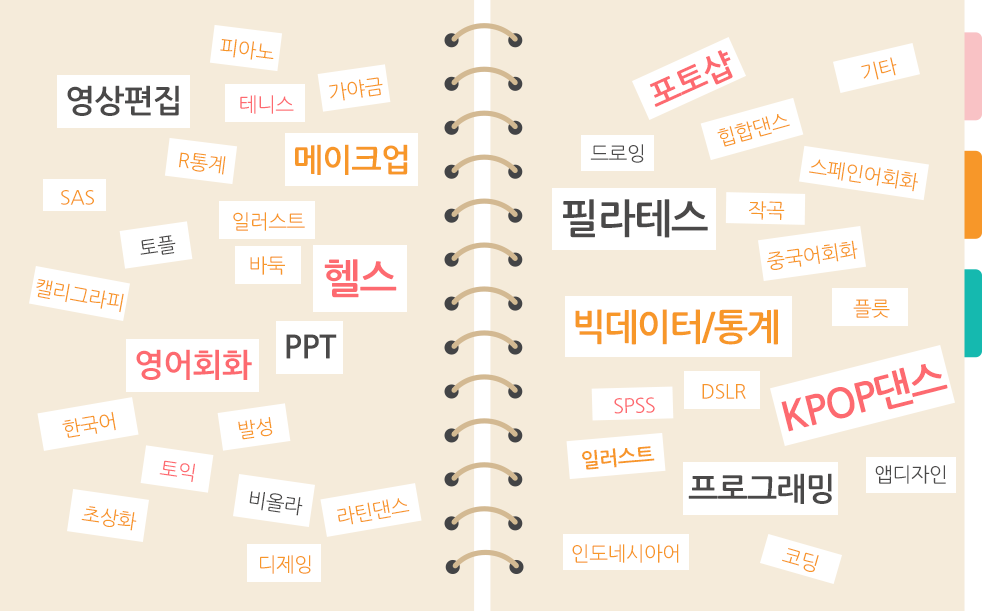 피아노
영상편집
테니스
가야금
R통계
메이크업
SAS
일러스트
토플
바둑
헬스
캘리그라피
PPT
영어회화
한국어
발성
토익
비올라
라틴댄스
초상화
디제잉
포토샵
기타
힙합댄스
드로잉
스페인어회화
필라테스
작곡
중국어회화
플룻
빅데이터/통계
KPOP댄스
DSLR
SPSS
일러스트
프로그래밍
앱디자인
인도네시아어
코딩